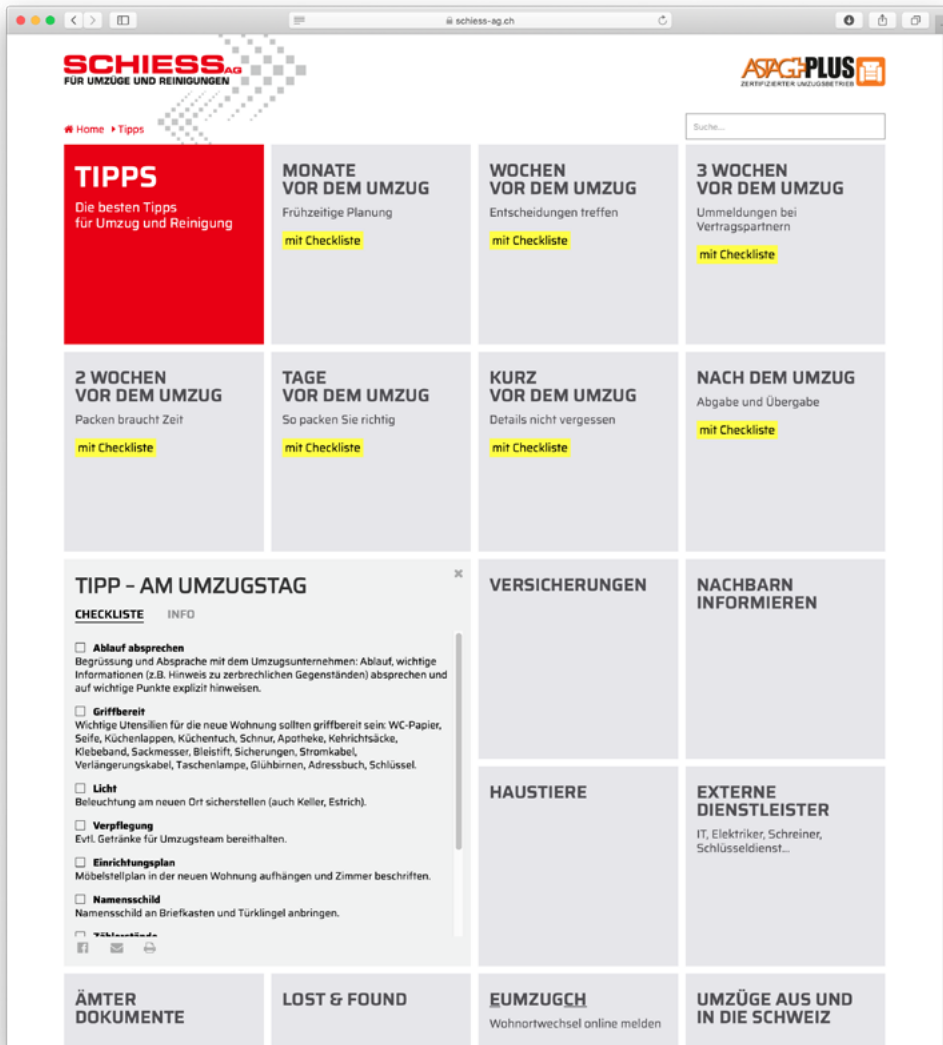 schiess-ag.ch
SCHIESS AG
FÜR UMZÜGE UND REINIGUNGEN
ASTAG PLUS
ZERTIFIZIERTER UMZUGSBETRIEB
Home Tipps
Suche...
TIPPS
Die besten Tipps
für Umzug und Reinigung
MONATE
VOR DEM UMZUG
Frühzeitige Planung
mit Checkliste
WOCHEN
VOR DEM UMZUG
Entscheidungen treffen
mit Checkliste
3 WOCHEN
VOR DEM UMZUG
Ummeldungen bei
Vertragspartnern
mit Checkliste
2 WOCHEN
VOR DEM UMZUG
Packen braucht Zeit
mit Checkliste
TAGE
VOR DEM UMZUG
So packen Sie richtig
mit Checkliste
KURZ
VOR DEM UMZUG
Details nicht vergessen
mit Checkliste
NACH DEM UMZUG
Abgabe und Übergabe
mit Checkliste
TIPP – AM UMZUGSTAG
CHECKLISTE INFO
Ablauf absprechen
Begrüssung und Absprache mit dem Umzugsunternehmen: Ablauf, wichtige
Informationen (z.B. Hinweis zu zerbrechlichen Gegenständen) absprechen und
auf wichtige Punkte explizit hinweisen.
Griffbereit
Wichtige Utensilien für die neue Wohnung sollten griffbereit sein: WC-Papier,
Seife, Küchenlappen, Küchentuch, Schnur, Apotheke, Kehrichtsäcke,
Klebeband, Sackmesser, Bleistift, Sicherungen, Stromkabel,
Verlängerungskabel, Taschenlampe, Glühbirnen, Adressbuch, Schlüssel.
Licht
Beleuchtung am neuen Ort sicherstellen (auch Keller, Estrich).
Verpflegung
Evtl. Getränke für Umzugsteam bereithalten.
Einrichtungsplan
Möbelstellplan in der neuen Wohnung aufhängen und Zimmer beschriften.
Namensschild
Namensschild an Briefkasten und Türklingel anbringen.
Zählerstände
VERSICHERUNGEN
NACHBARN
INFORMIEREN
HAUSTIERE
EXTERNE
DIENSTLEISTER
IT, Elektriker, Schreiner,
Schlüsseldienst...
ÄMTER
DOKUMENTE
LOST & FOUND
EUMZUGCH
Wohnortwechsel online melden
UMZÜGE AUS UND
IN DIE SCHWEIZ